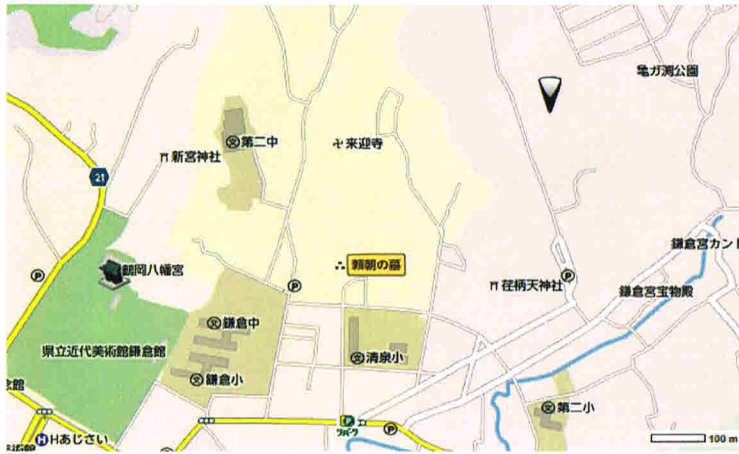 亀ガ渕公園
第二中
来迎寺
新宮神社
21
鎌倉宮カント
頼朝の墓
鶴岡八幡宮
P
P
P
荏柄天神社
鎌倉宮宝物殿
鎌倉中
県立近代美術館鎌倉館
清泉小
鎌倉小
念館
第二小
P
Hあじさい
100 m